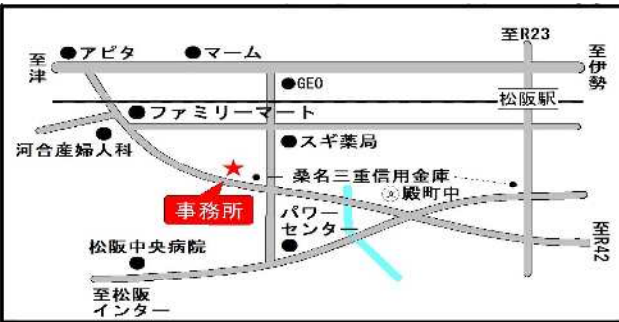 至R23
至津
アピタ
マーム
至伊勢
GEO
松阪駅
ファミリーマート
スギ薬局
河合産婦人科
桑名三重信用金庫
殿町中
事務所
パワー
センター
至R42
松阪中央病院
至松阪
インター